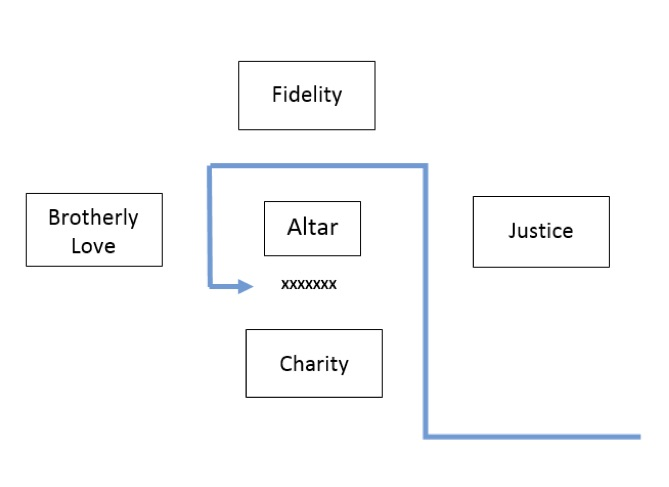 Fidelity
Brotherly
Love
Altar
Justice
xxxxxxx
Charity